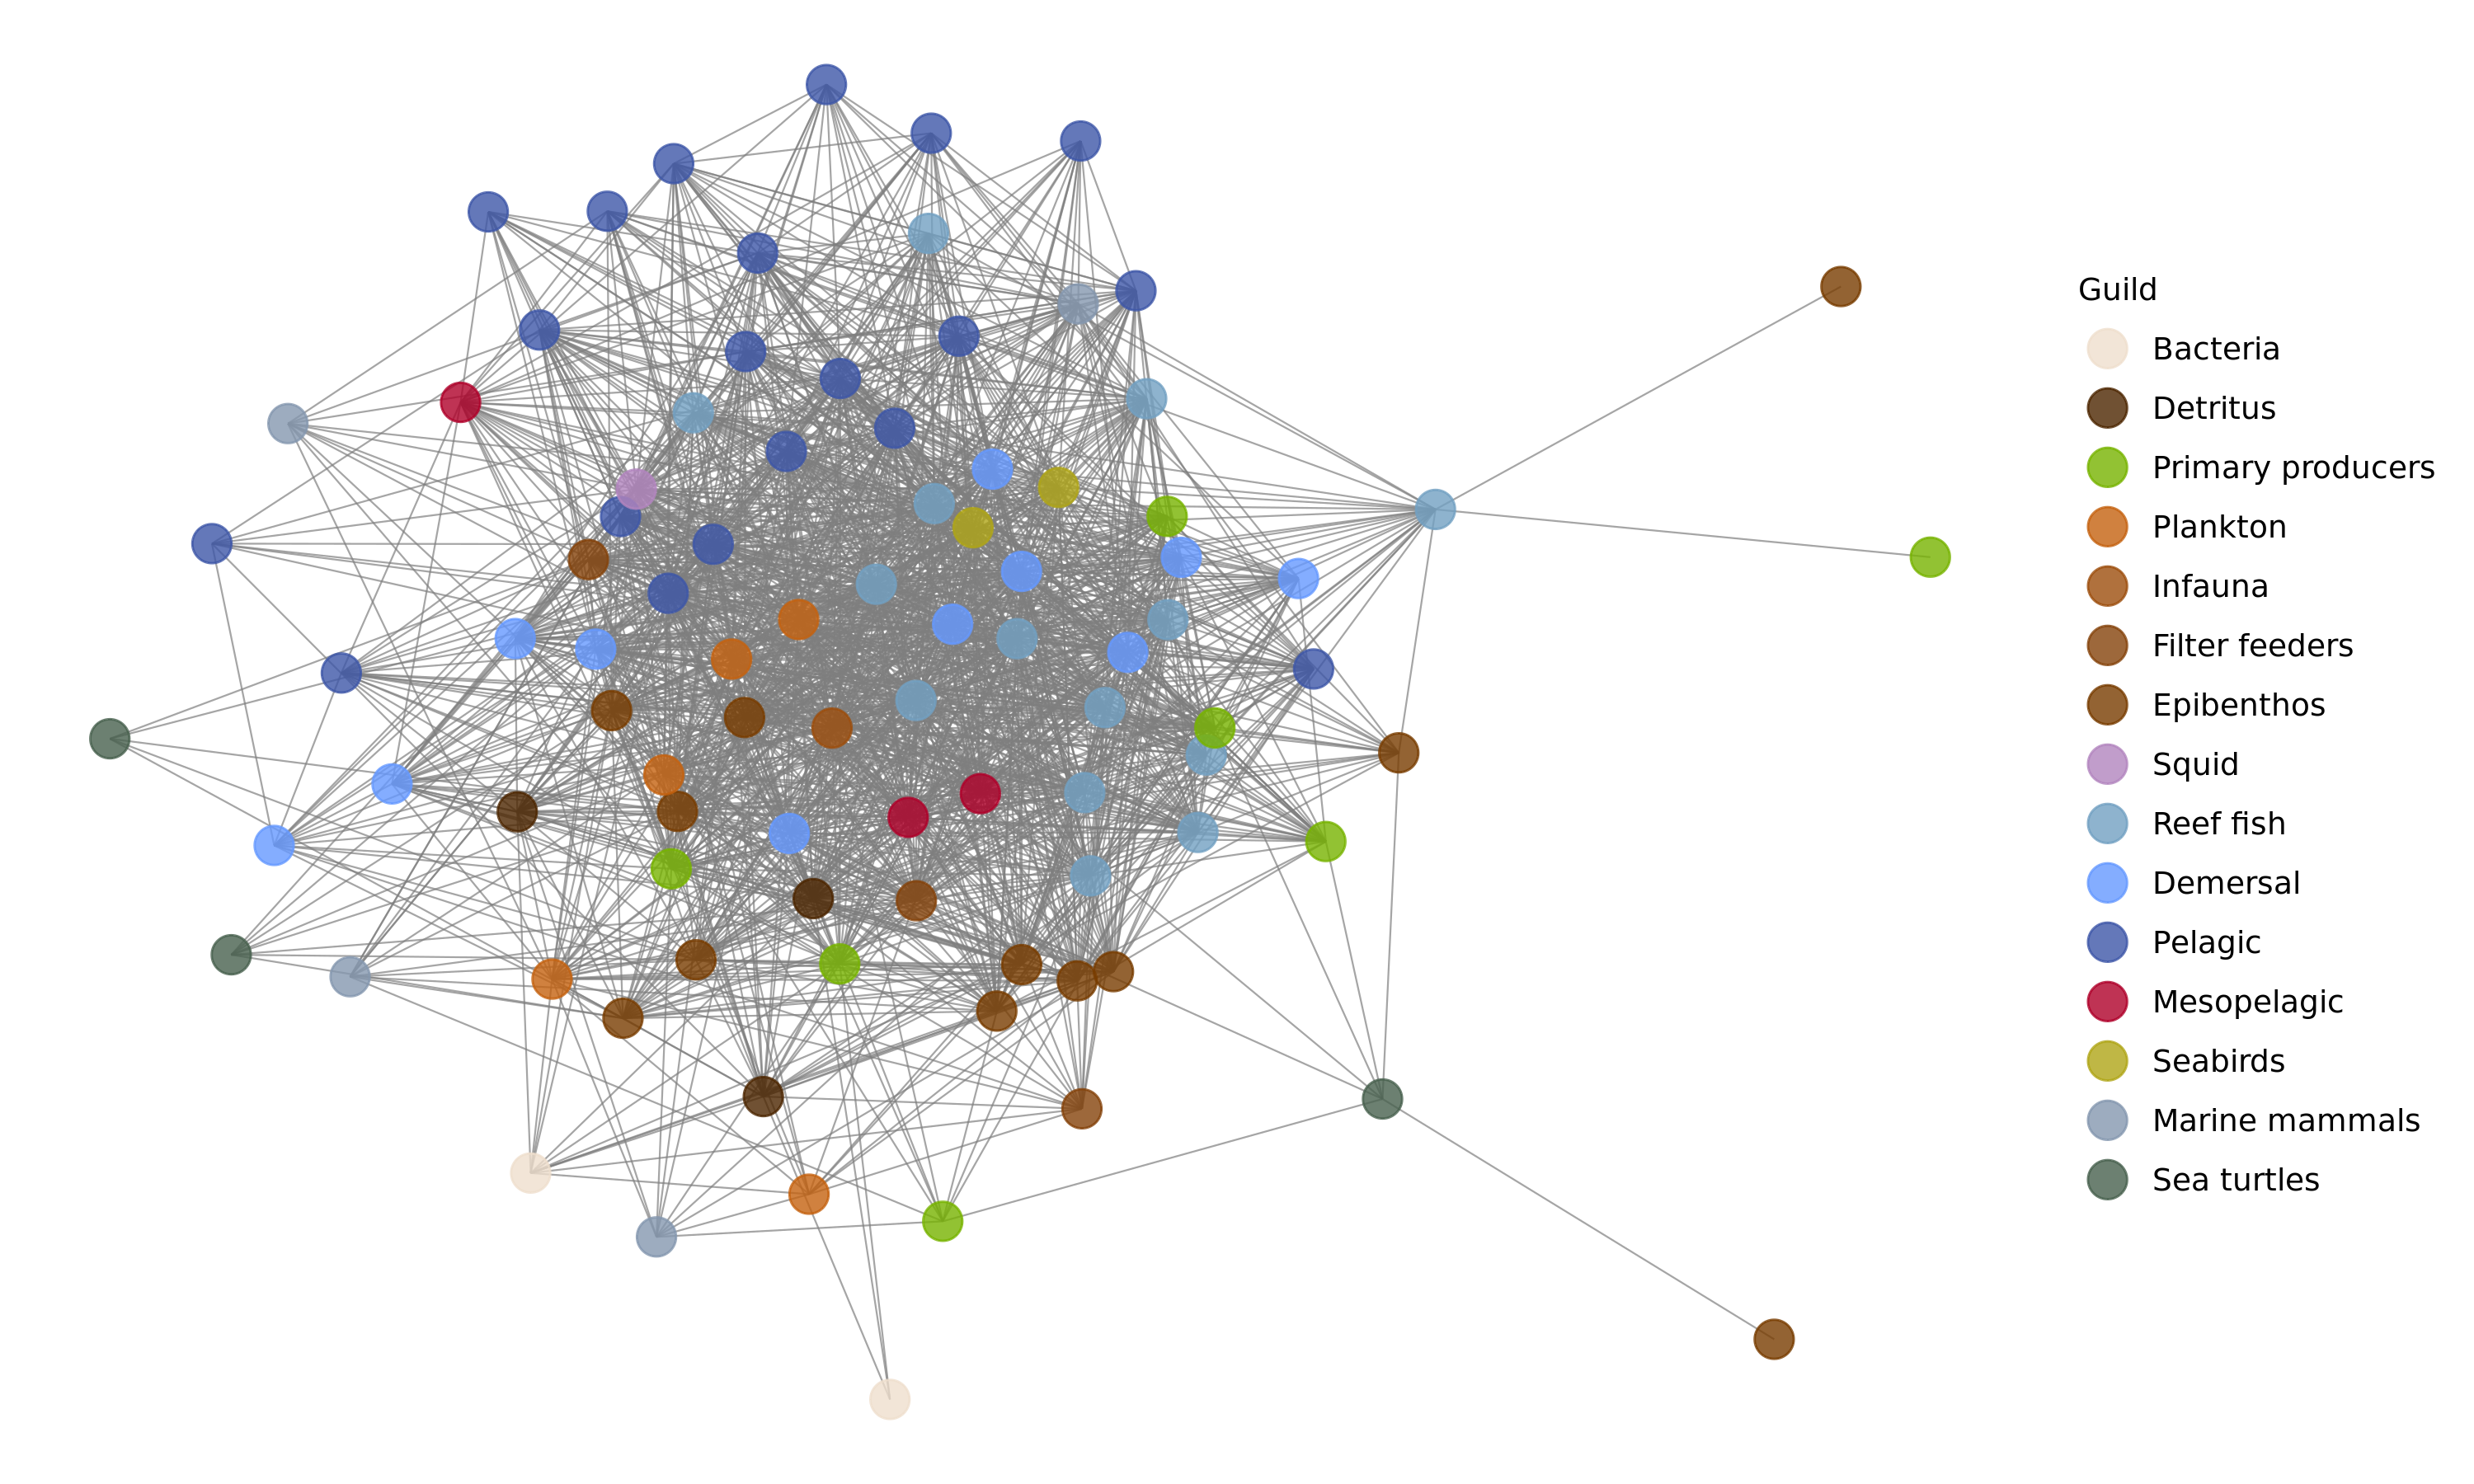 Guild
Bacteria
Detritus
Primary producers
Plankton
Infauna
Filter feeders
Epibenthos
Squid
Reef fish
Demersal
Pelagic
Mesopelagic
Seabirds
Marine mammals
Sea turtles